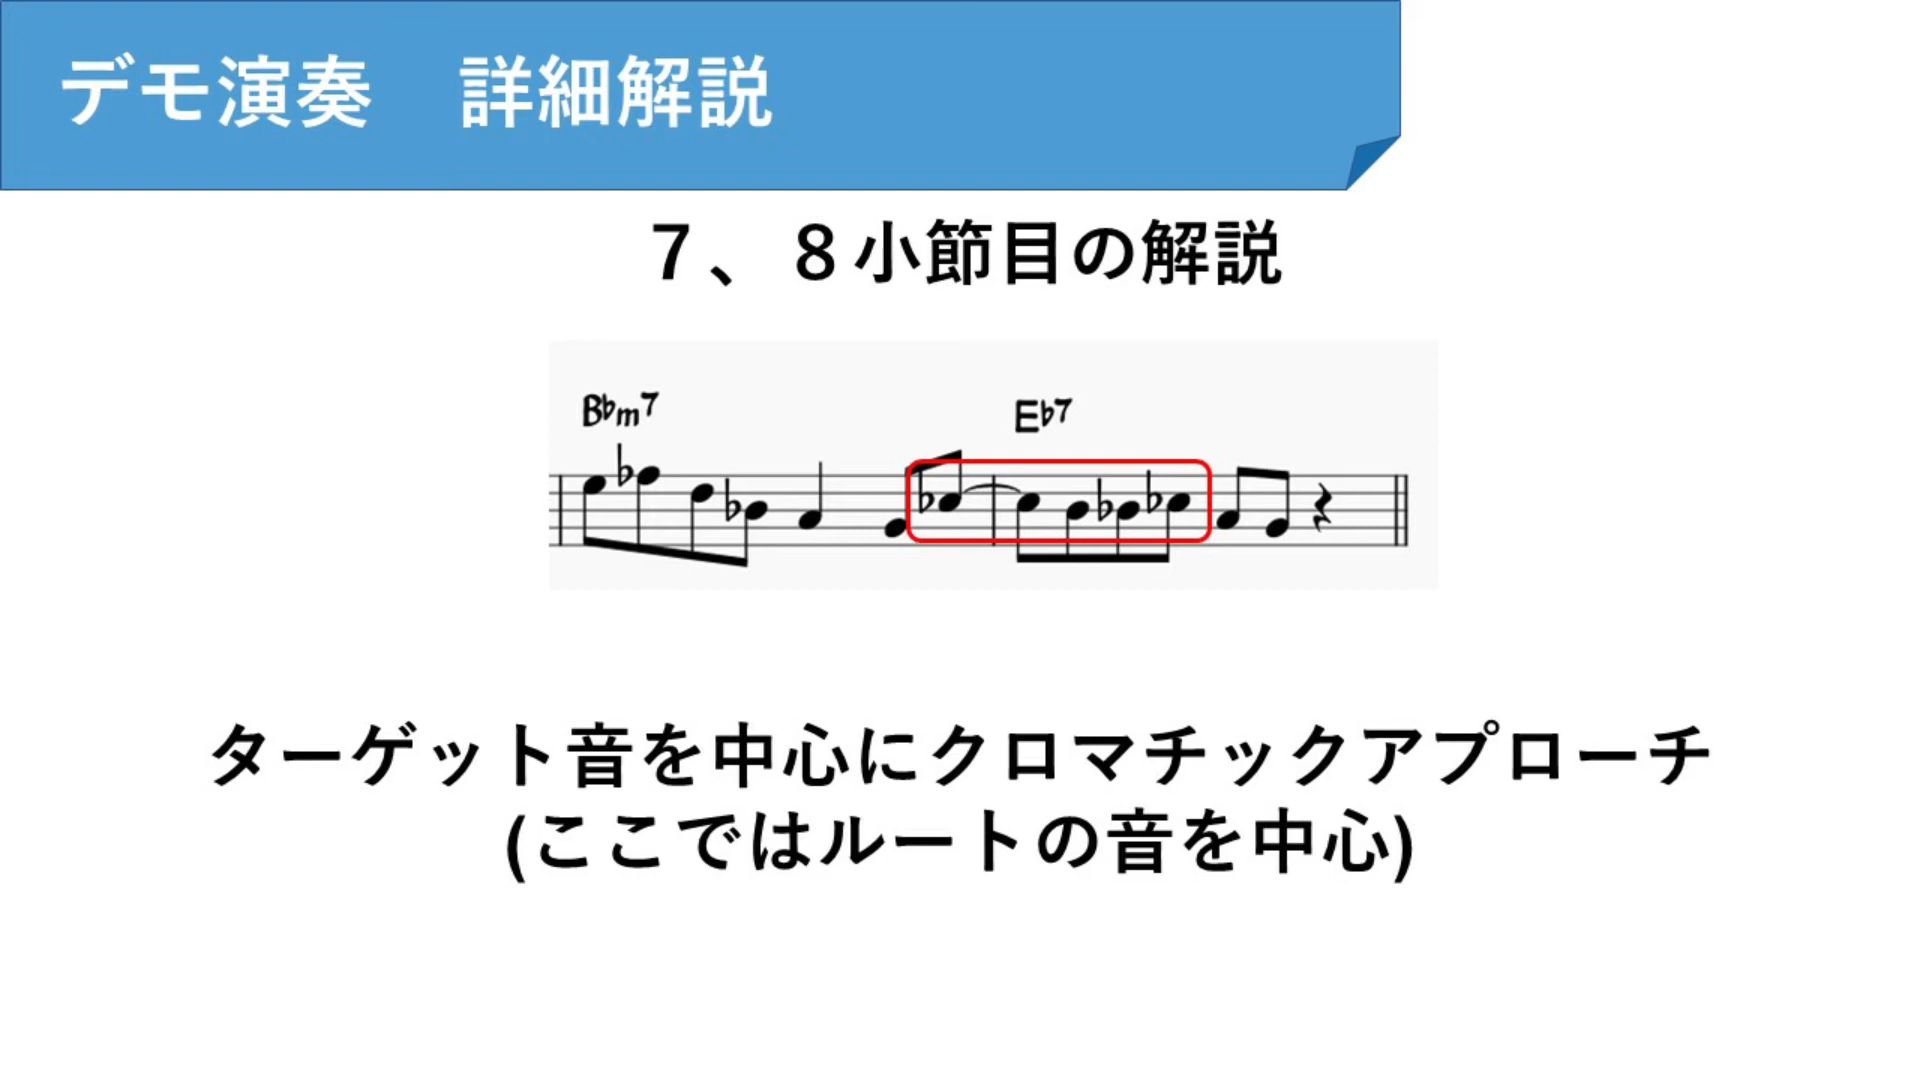 デモ演奏　詳細解説
７、８小節目の解説
B♭m7 E♭7
ターゲット音を中心にクロマチックアプローチ
(ここではルートの音を中心)